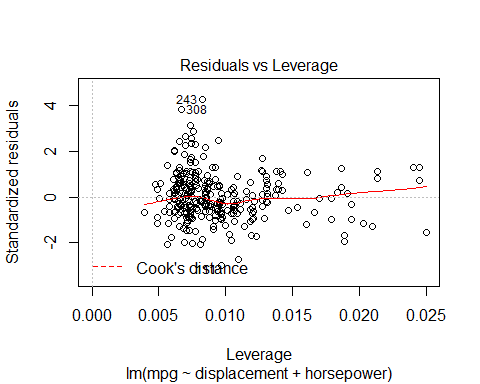 Residuals vs Leverage
Standardized residuals
4
2
0
-2
243
308
Cook's distance
0.000 0.005 0.010 0.015 0.020 0.025
Leverage
lm(mpg ~ displacement + horsepower)